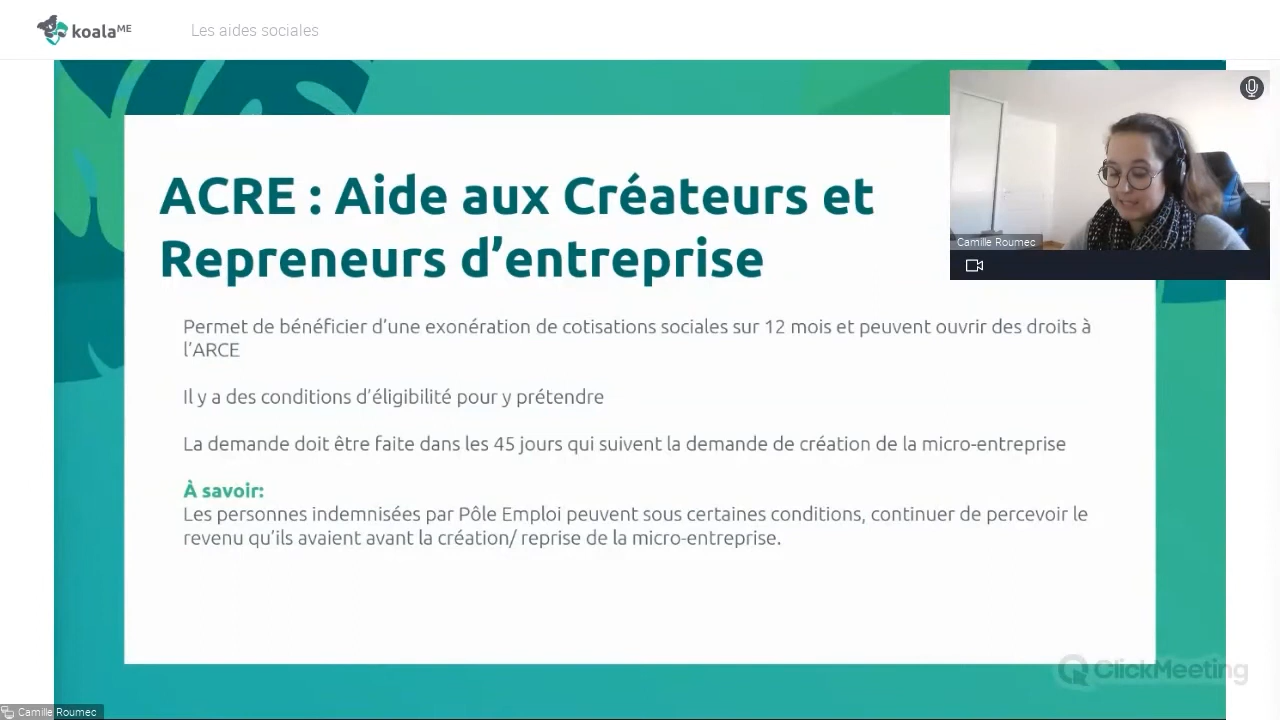 koalaME
Les aides sociales
ACRE : Aide aux Créateurs et
Repreneurs d’entreprise
Camille Roumec
Permet de bénéficier d’une exonération de cotisations sociales sur 12 mois et peuvent ouvrir des droits à
l’ARCE
Il y a des conditions d’éligibilité pour y prétendre
La demande doit être faite dans les 45 jours qui suivent la demande de création de la micro-entreprise
À savoir:
Les personnes indemnisées par Pôle Emploi peuvent sous certaines conditions, continuer de percevoir le
revenu qu’ils avaient avant la création/ reprise de la micro-entreprise.
ClickMeeting
Camille Roumec